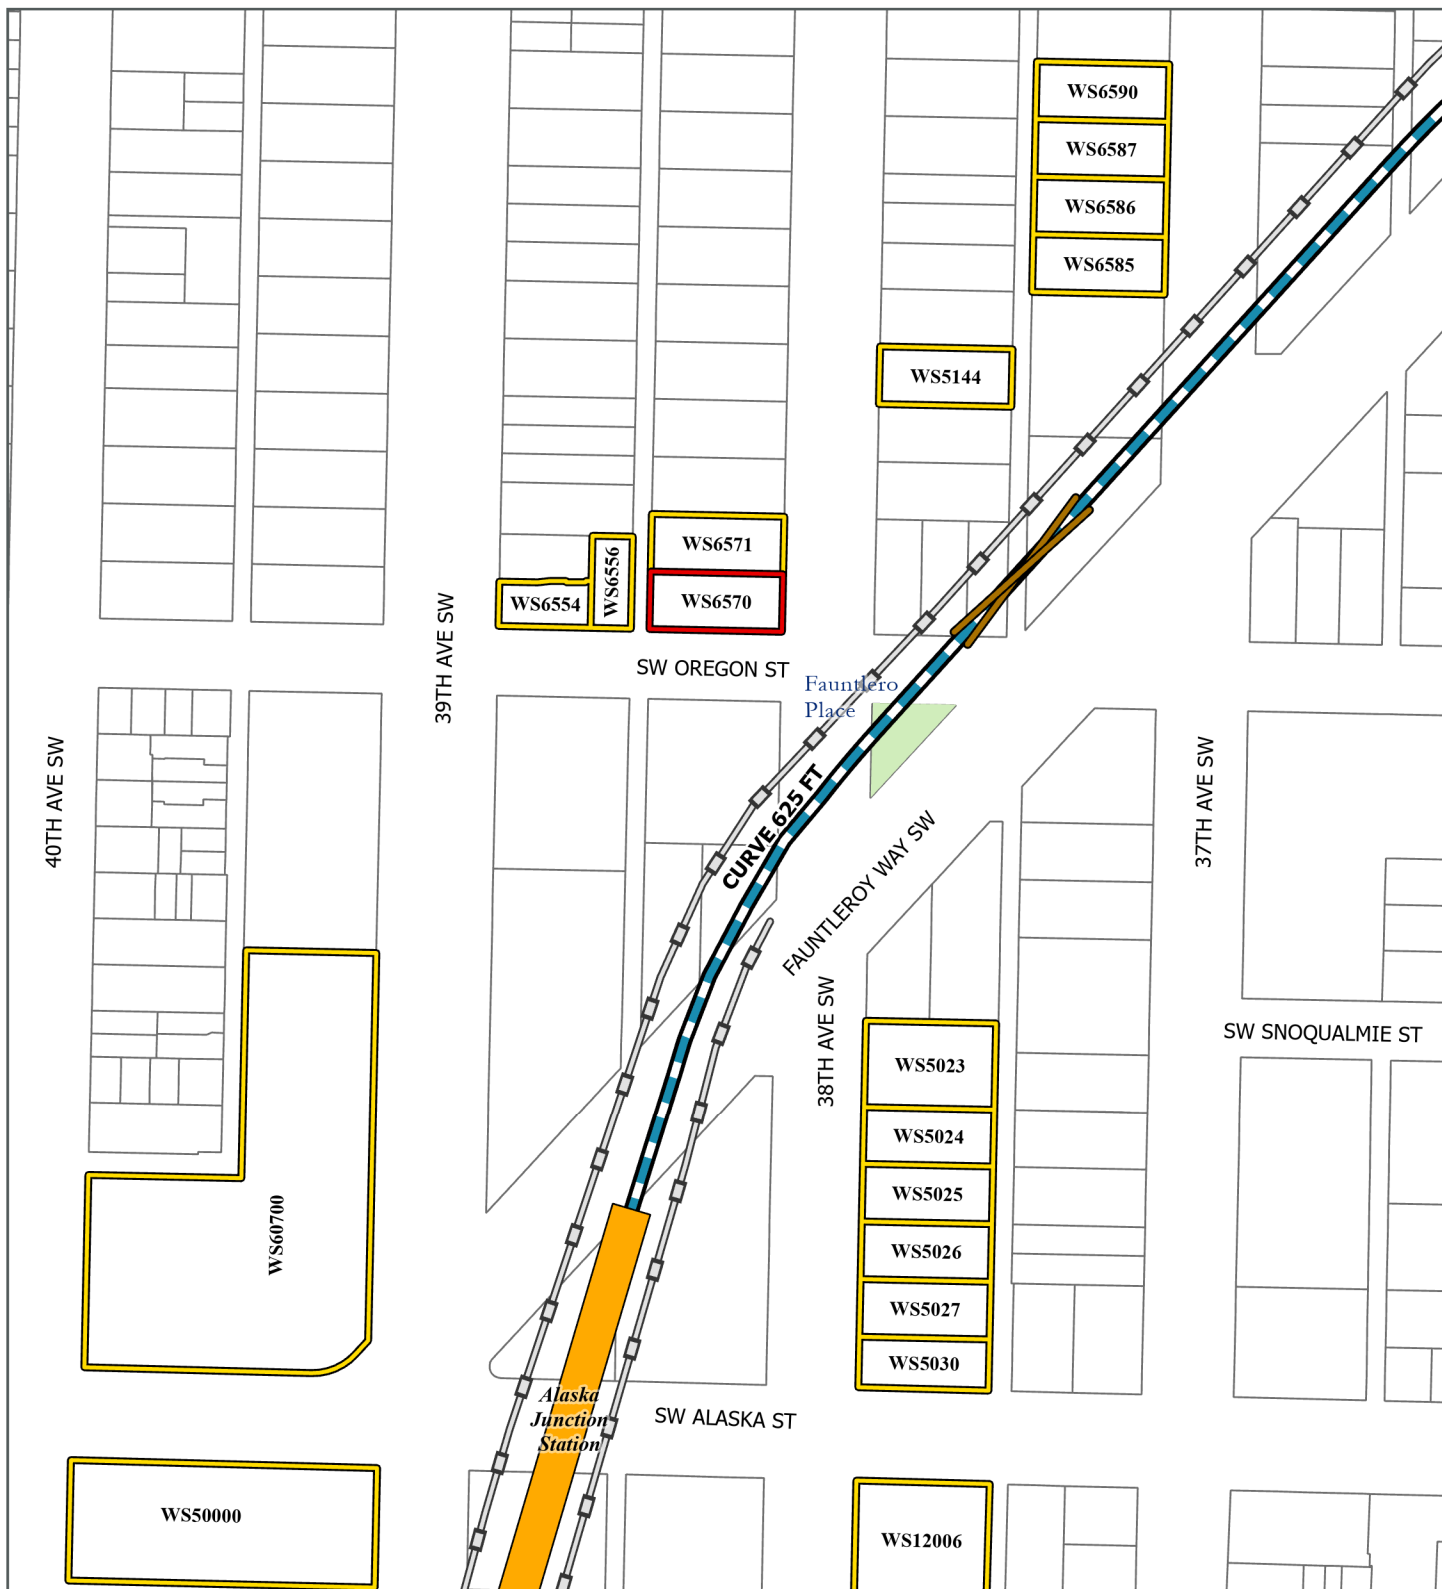 WS6590
WS6587
WS6586
WS6585
WS5144
WS6571
WS6556
WS6554
WS6570
39TH AVE SW
SW OREGON ST
Fauntlero
Place
40TH AVE SW
37TH AVE SW
CURVE 625 FT
FAUNTLEROY WAY SW
38TH AVE SW
SW SNOQUALMIE ST
WS5023
WS5024
WS5025
WS60700
WS5026
WS5027
WS5030
Alaska
Junction
Station
SW ALASKA ST
WS50000
WS12006